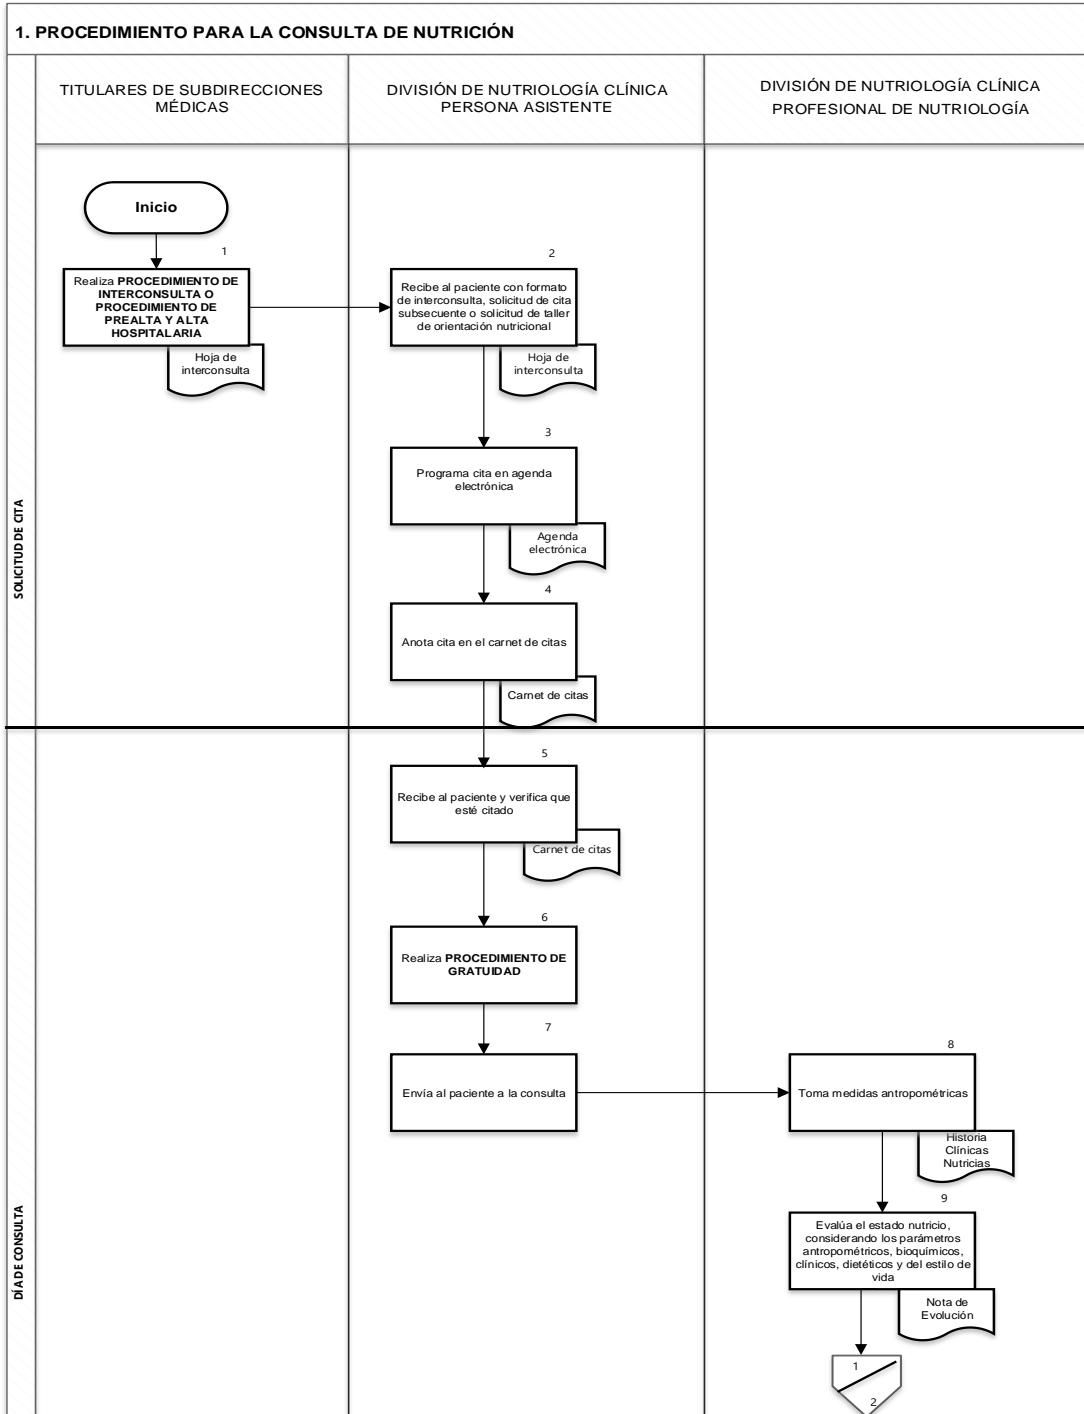 1. PROCEDIMIENTO PARA LA CONSULTA DE NUTRICIÓN
TITULARES DE SUBDIRECCIONES
MÉDICAS
DIVISIÓN DE NUTRIOLOGÍA CLÍNICA
PERSONA ASISTENTE
DIVISIÓN DE NUTRIOLOGÍA CLÍNICA
PROFESIONAL DE NUTRIOLOGÍA
SOLICITUD DE CITA
Inicio
1
Realiza PROCEDIMIENTO DE
INTERCONSULTA O
PROCEDIMIENTO DE
PREALTA Y ALTA
HOSPITALARIA
Hoja de
interconsulta
2
Recibe al paciente con formato
de interconsulta, solicitud de cita
subsecuente o solicitud de taller
de orientación nutricional
Hoja de
interconsulta
3
Programa cita en agenda
electrónica
Agenda
electrónica
4
Anota cita en el carnet de citas
Carnet de citas
DÍA DE CONSULTA
5
Recibe al paciente y verifica que
esté citado
Carnet de citas
6
Realiza PROCEDIMIENTO DE
GRATUIDAD
7
Envía al paciente a la consulta
8
Toma medidas antropométricas
Historia
Clínicas
Nutricias
9
Evalúa el estado nutricio,
considerando los parámetros
antropométricos, bioquímicos,
clínicos, dietéticos y del estilo de
vida
Nota de
Evolución
1
2